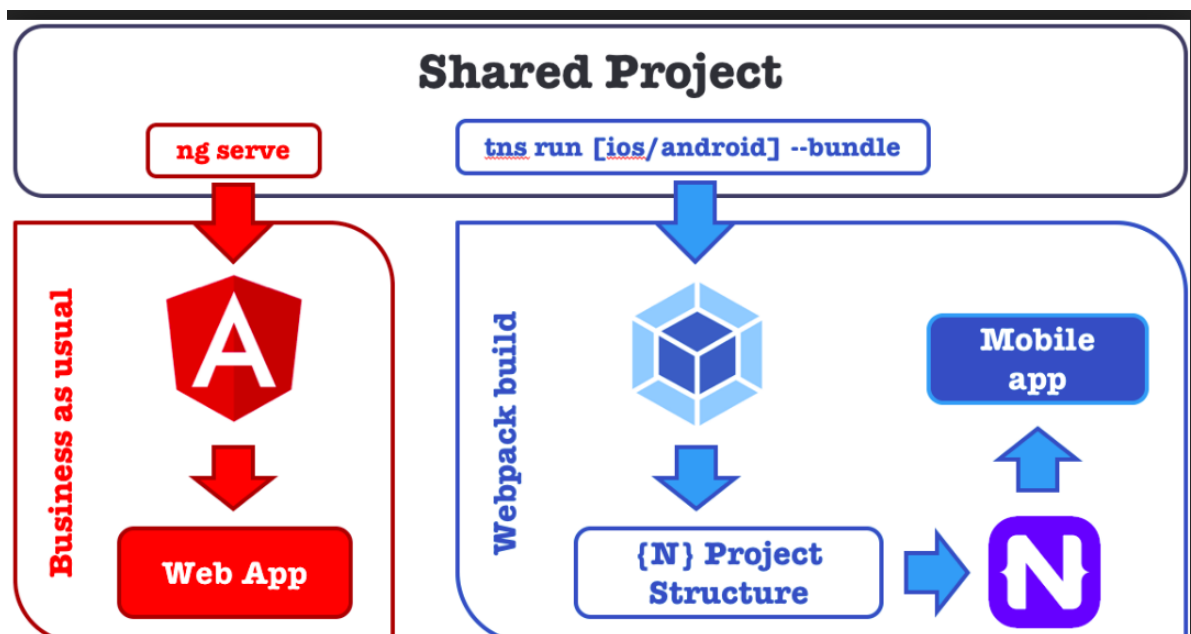 Shared Project
ng serve
tns run [ios/android] --bundle
Business as usual
A
Web App
Webpack build
{N} Project
Structure
N
Mobile
app